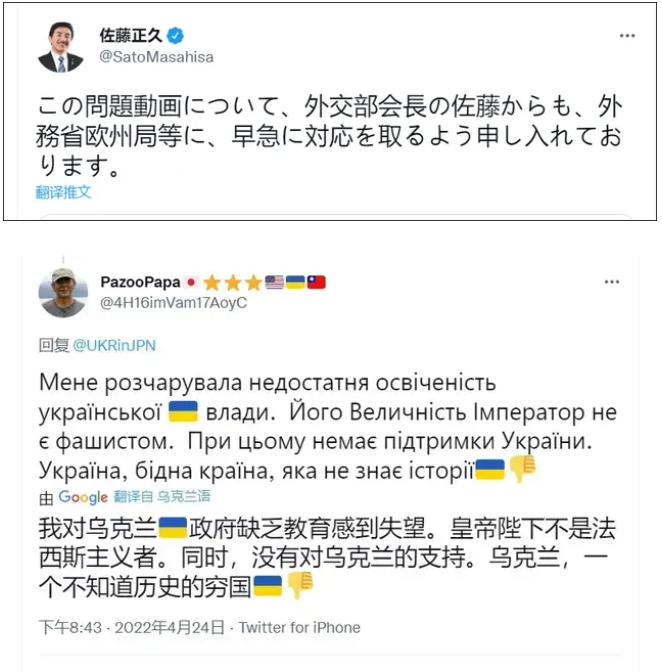 佐藤正久
@SatoMasahisa
この問題動画について、外交部会長の佐藤からも、外
務省欧州局等に、早急に対応を取るよう申し入れてお
ります。
翻译推文
PazooPapa🇯🇵⭐⭐⭐🇺🇸🇺🇦🇹🇼
@4H16imVam17AoyC
回复 @UKRinJPN
Мене розчарувала недостатня освіченість
української 🇺🇦 влади. Його Величність Імператор не
є фашистом. При цьому немає підтримки України.
Україна, бідна країна, яка не знає історії🇺🇦👎
由 Google 翻译自 乌克兰语
我对乌克兰🇺🇦政府缺乏教育感到失望。皇帝陛下不是法
西斯主义者。同时，没有对乌克兰的支持。乌克兰，一
个不知道历史的穷国🇺🇦👎
下午8:43 · 2022年4月24日 · Twitter for iPhone